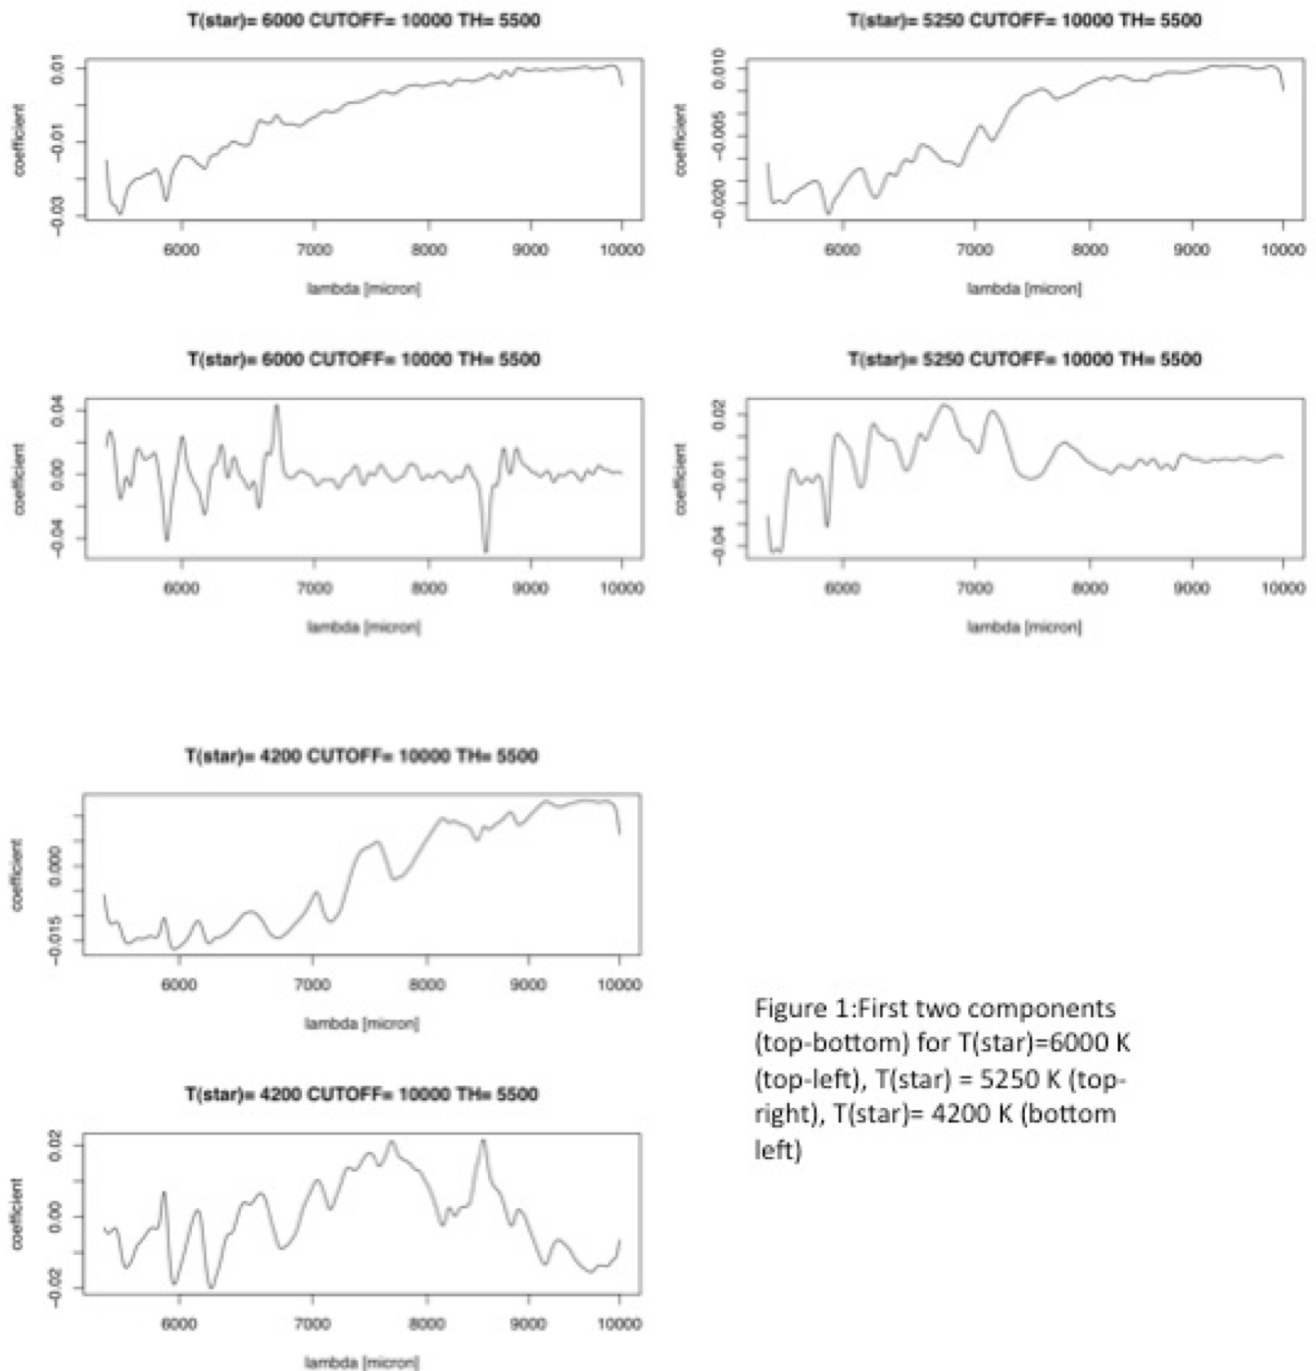 T(star)= 6000 CUTOFF= 10000 TH= 5500
coefficient
0.01
-0.01
-0.03
6000 7000 8000 9000 10000
lambda [micron]
T(star)= 5250 CUTOFF= 10000 TH= 5500
coefficient
0.010
-0.005
-0.020
6000 7000 8000 9000 10000
lambda [micron]
T(star)= 6000 CUTOFF= 10000 TH= 5500
coefficient
0.04
0.00
-0.04
6000 7000 8000 9000 10000
lambda [micron]
T(star)= 5250 CUTOFF= 10000 TH= 5500
coefficient
0.02
-0.01
-0.04
6000 7000 8000 9000 10000
lambda [micron]
T(star)= 4200 CUTOFF= 10000 TH= 5500
coefficient
0.000
-0.015
6000 7000 8000 9000 10000
lambda [micron]
T(star)= 4200 CUTOFF= 10000 TH= 5500
coefficient
0.02
0.00
-0.02
6000 7000 8000 9000 10000
lambda [micron]
Figure 1:First two components
(top-bottom) for T(star)=6000 K
(top-left), T(star) = 5250 K (top-
right), T(star)= 4200 K (bottom
left)